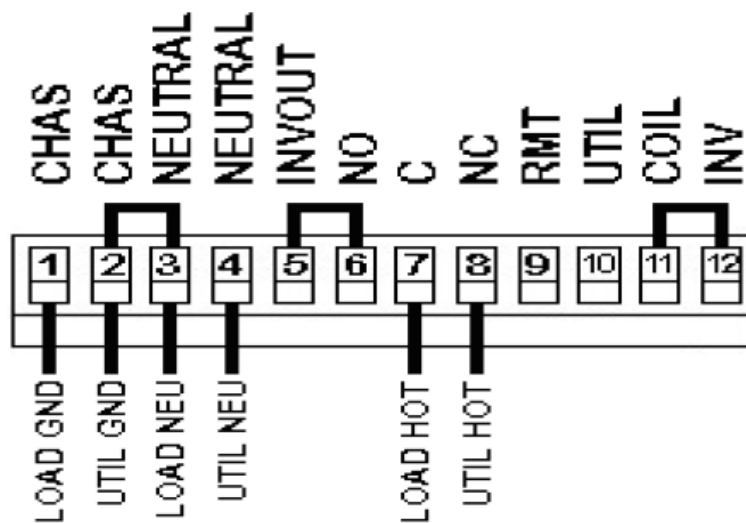 CHAS
CHAS
NEUTRAL
NEUTRAL
INVOUT
NO
C
NC
RMT
UTIL
COIL
INV
1
2
3
4
5
6
7
8
9
10
11
12
LOAD GND
UTIL GND
LOAD NEU
UTIL NEU
LOAD HOT
UTIL HOT